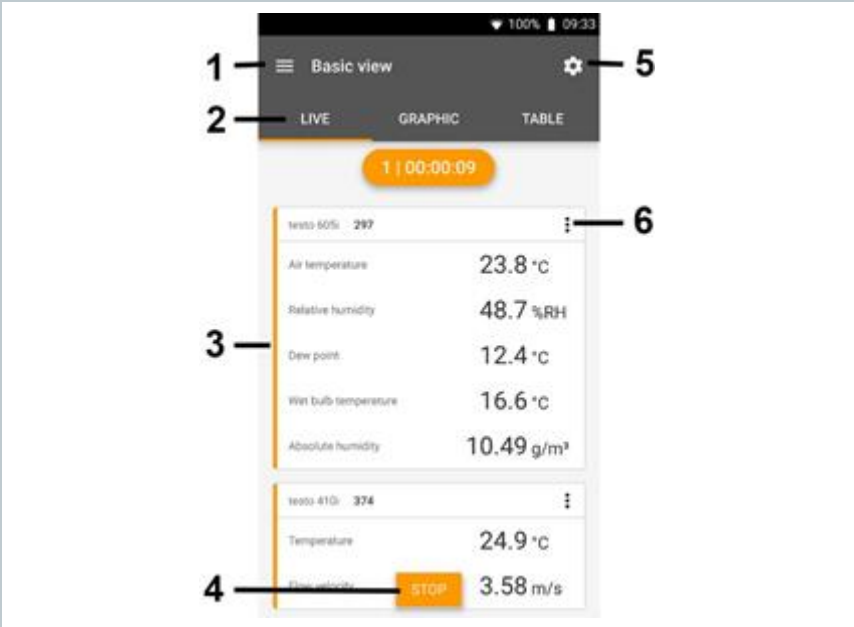 100% 09:33
1 Basic view 5
2 LIVE GRAPHIC TABLE
1 | 00:00:09
testo 605i 297 6
Air temperature 23.8 °C
Relative humidity 48.7 %RH
3 Dew point 12.4 °C
Wet bulb temperature 16.6 °C
Absolute humidity 10.49 g/m³
testo 410i 374
Temperature 24.9 °C
4 Flow velocity STOP 3.58 m/s